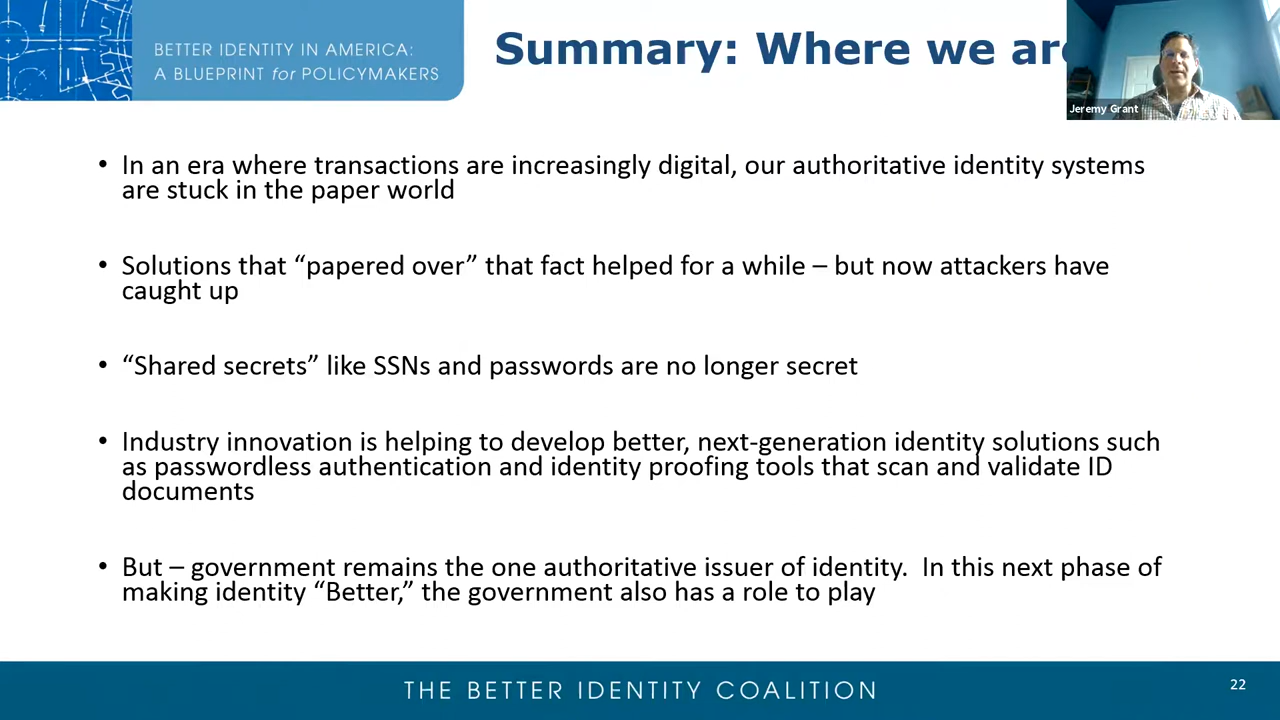 BETTER IDENTITY IN AMERICA:
A BLUEPRINT for POLICYMAKERS
Summary: Where we are
Jeremy Grant
• In an era where transactions are increasingly digital, our authoritative identity systems
are stuck in the paper world
• Solutions that “papered over” that fact helped for a while – but now attackers have
caught up
• “Shared secrets” like SSNs and passwords are no longer secret
• Industry innovation is helping to develop better, next-generation identity solutions such
as passwordless authentication and identity proofing tools that scan and validate ID
documents
• But – government remains the one authoritative issuer of identity.  In this next phase of
making identity “Better,” the government also has a role to play
THE BETTER IDENTITY COALITION
22